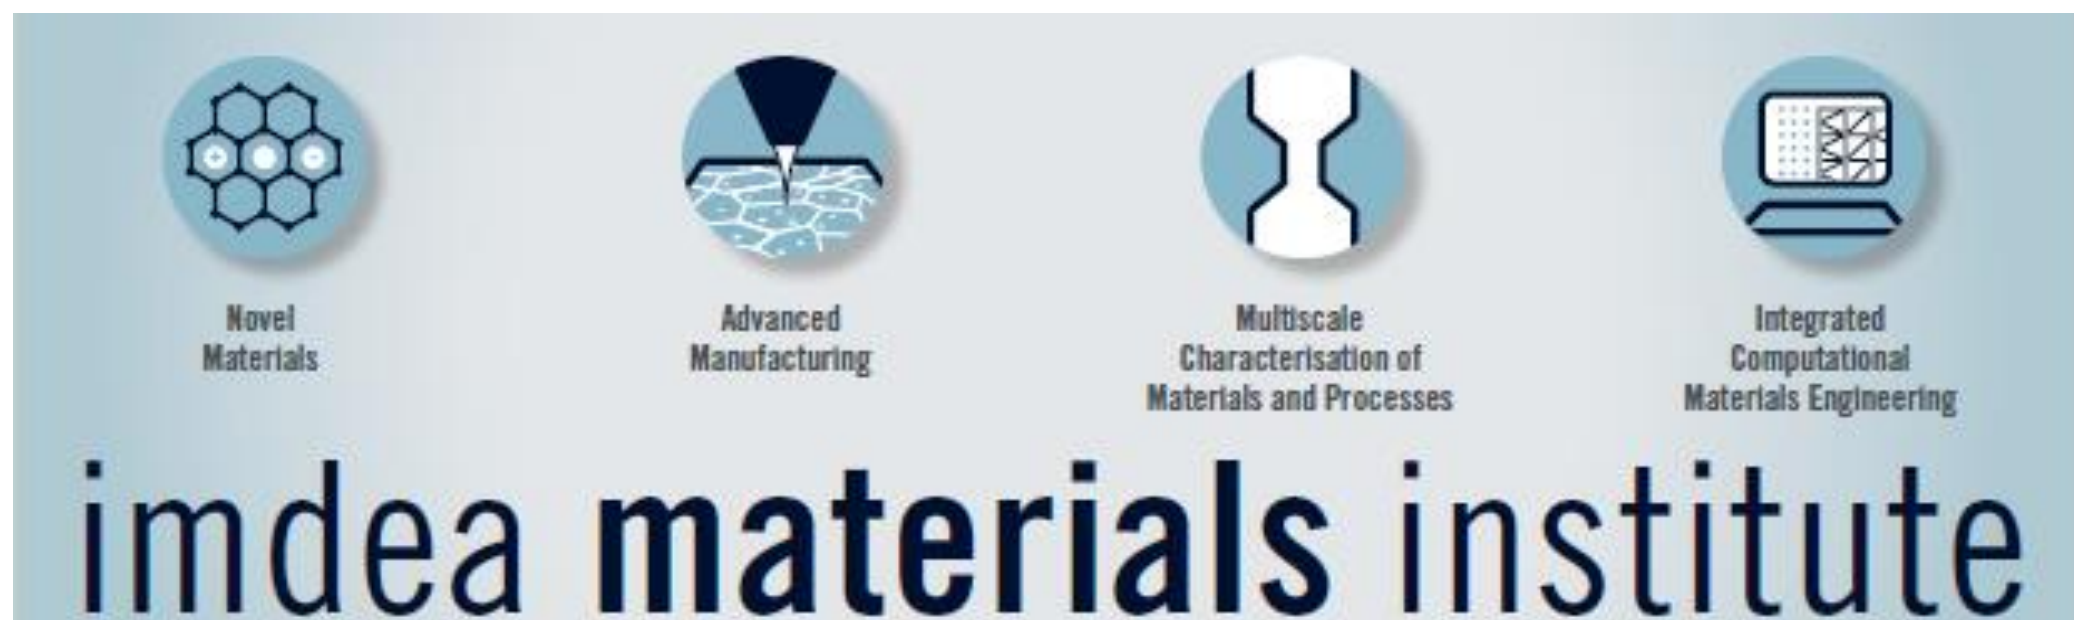 Novel
Materials
Advanced
Manufacturing
Multiscale
Characterisation of
Materials and Processes
Integrated
Computational
Materials Engineering
imdea materials institute